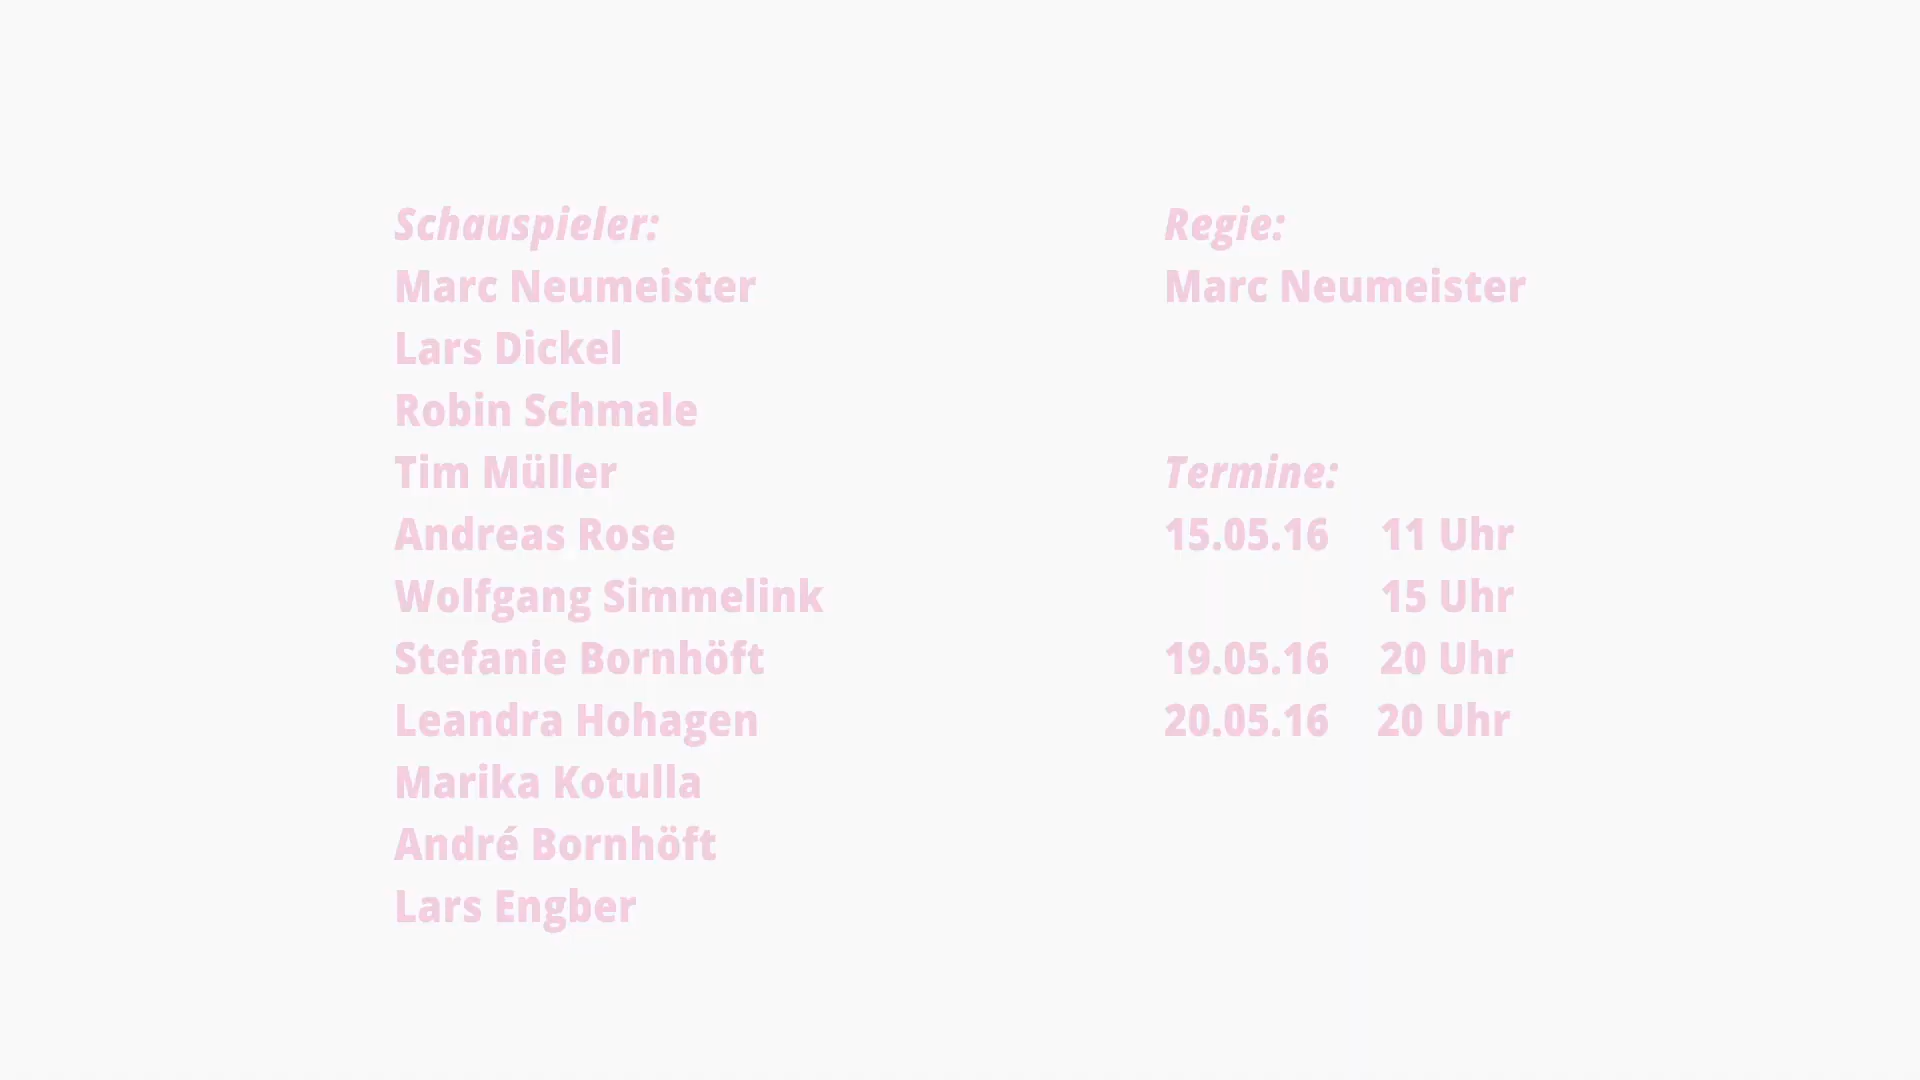 Schauspieler:
Marc Neumeister
Lars Dickel
Robin Schmale
Tim Müller
Andreas Rose
Wolfgang Simmelink
Stefanie Bornhöft
Leandra Hohagen
Marika Kotulla
André Bornhöft
Lars Engber
Regie:
Marc Neumeister
Termine:
15.05.16 11 Uhr
15 Uhr
19.05.16 20 Uhr
20.05.16 20 Uhr